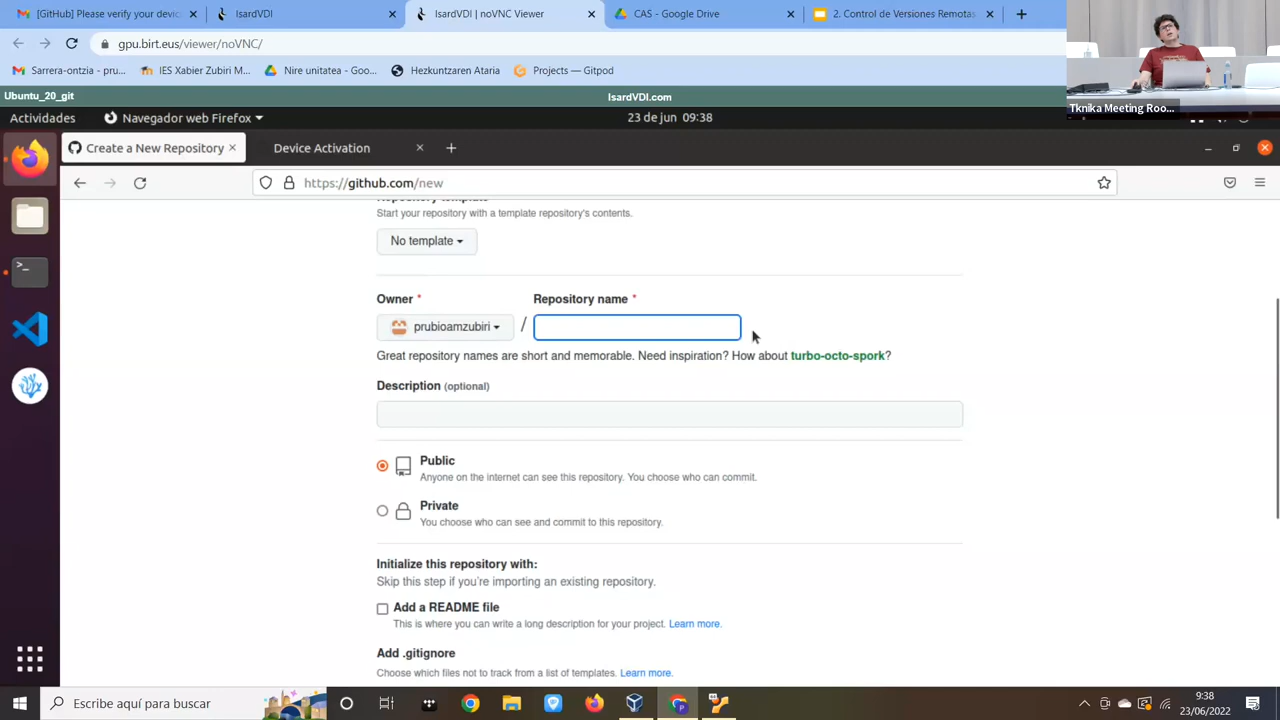 [GitHub] Please verify your devic
IsardVDI
IsardVDI | noVNC Viewer
CAS - Google Drive
2. Control de Versiones Remotas
gpu.birt.eus/viewer/noVNC/
Sarrera-ontzia - pru...
IES Xabier Zubiri M...
Nire unitatea - Goo...
Hezkuntzaren Ataria
Projects — Gitpod
Tknika Meeting Roo...
Ubuntu_20_git
IsardVDI.com
Actividades
Navegador web Firefox
23 de jun 09:38
Create a New Repository
Device Activation
https://github.com/new
Repository template
Start your repository with a template repository's contents.
No template
Owner *
Repository name *
prubioamzubiri
/
Great repository names are short and memorable. Need inspiration? How about turbo-octo-spork?
Description (optional)
Public
Anyone on the internet can see this repository. You choose who can commit.
Private
You choose who can see and commit to this repository.
Initialize this repository with:
Skip this step if you're importing an existing repository.
Add a README file
This is where you can write a long description for your project. Learn more.
Add .gitignore
Choose which files not to track from a list of templates. Learn more.
Escribe aquí para buscar
9:38
23/06/2022